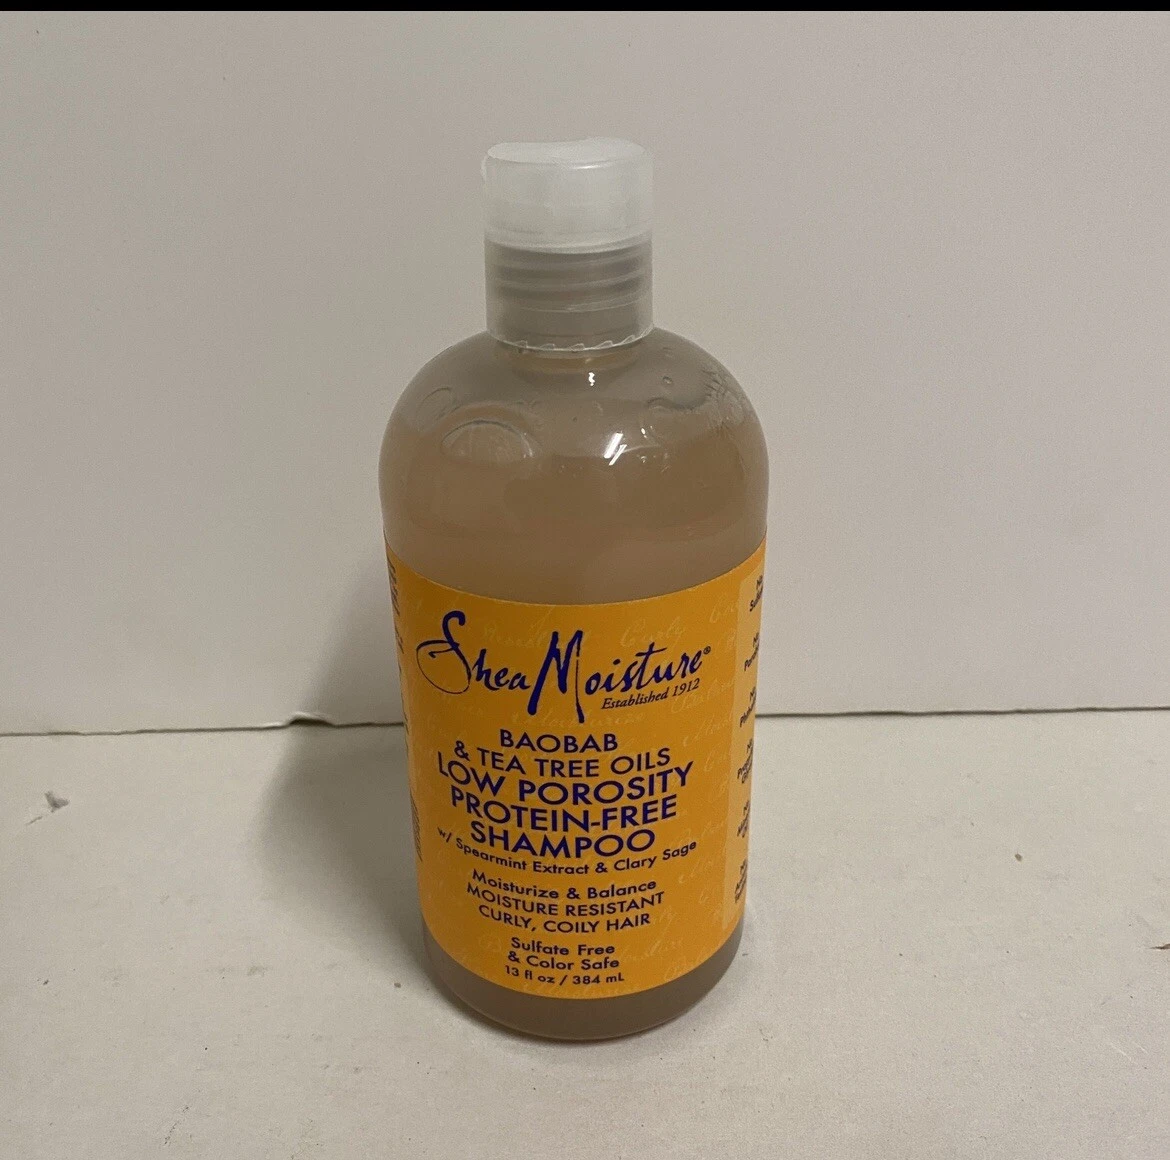 SheaMoisture®
Established 1912
BAOBAB
& TEA TREE OILS
LOW POROSITY
PROTEIN-FREE
SHAMPOO
w/ Spearmint Extract & Clary Sage
Moisturize & Balance
MOISTURE RESISTANT
CURLY, COILY HAIR
Sulfate Free
& Color Safe
13 fl oz / 384 mL